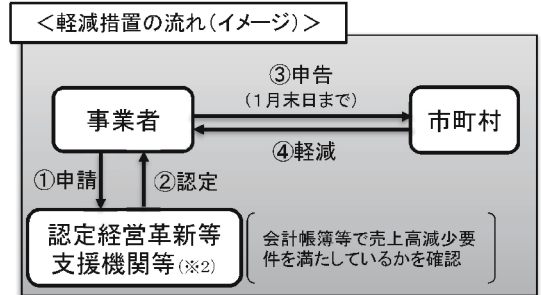 ＜軽減措置の流れ（イメージ）＞
③申告
（１月末日まで）
事業者
市町村
④軽減
①申請
②認定
認定経営革新等
支援機関等（※2）
会計帳簿等で売上高減少要
件を満たしているかを確認